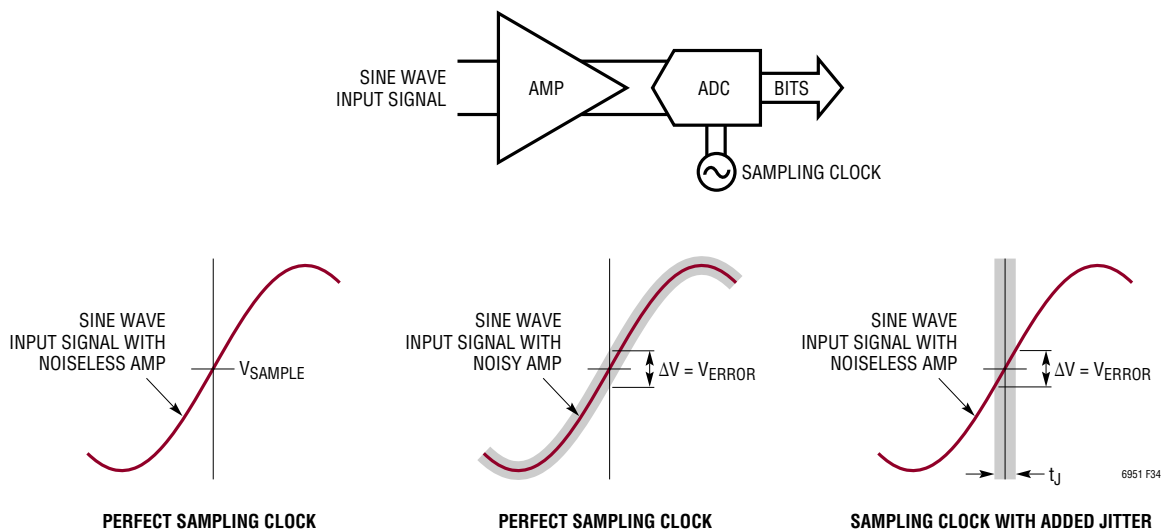 SINE WAVE
INPUT SIGNAL
AMP
ADC
BITS
SAMPLING CLOCK
SINE WAVE
INPUT SIGNAL WITH
NOISELESS AMP
VSAMPLE
PERFECT SAMPLING CLOCK
SINE WAVE
INPUT SIGNAL WITH
NOISY AMP
ΔV = VERROR
PERFECT SAMPLING CLOCK
SINE WAVE
INPUT SIGNAL WITH
NOISELESS AMP
ΔV = VERROR
tJ
6951 F34
SAMPLING CLOCK WITH ADDED JITTER